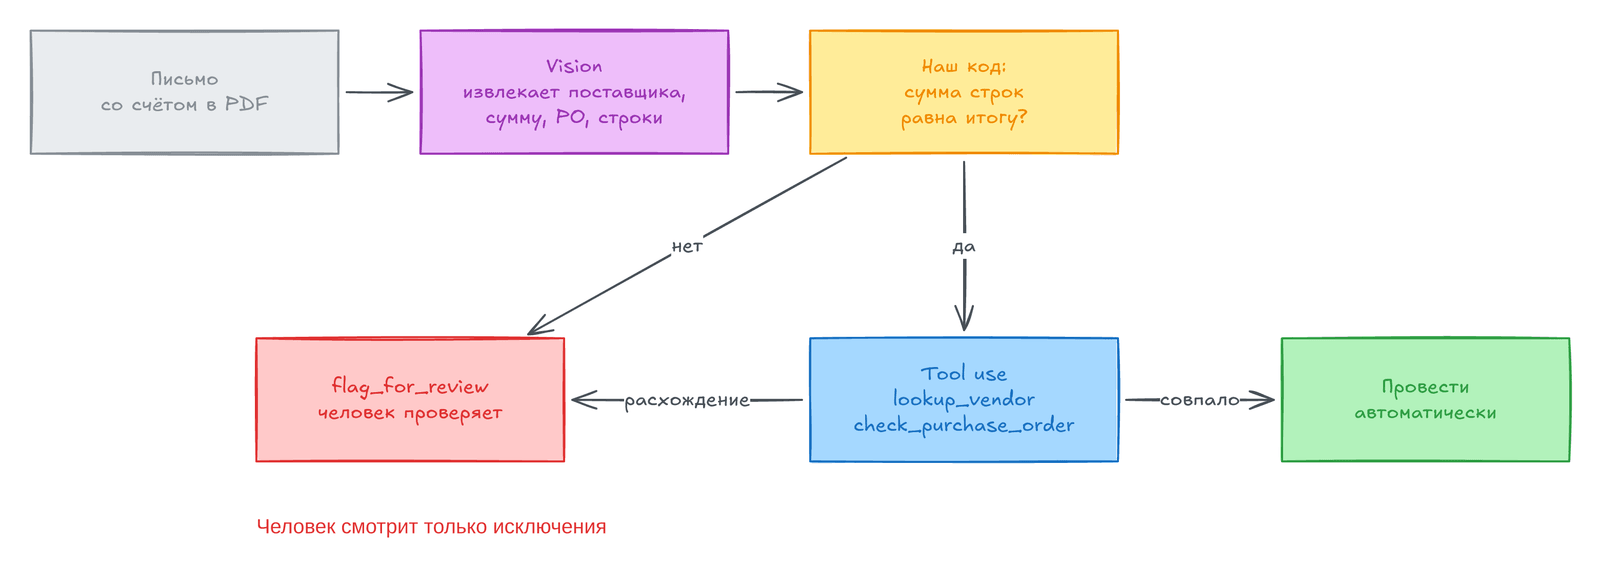 Письмо
со счётом в PDF
Vision
извлекает поставщика,
сумму, PO, строки
Наш код:
сумма строк
равна итогу?
нет
да
flag_for_review
человек проверяет
расхождение
Tool use
lookup_vendor
check_purchase_order
совпало
Провести
автоматически
Человек смотрит только исключения